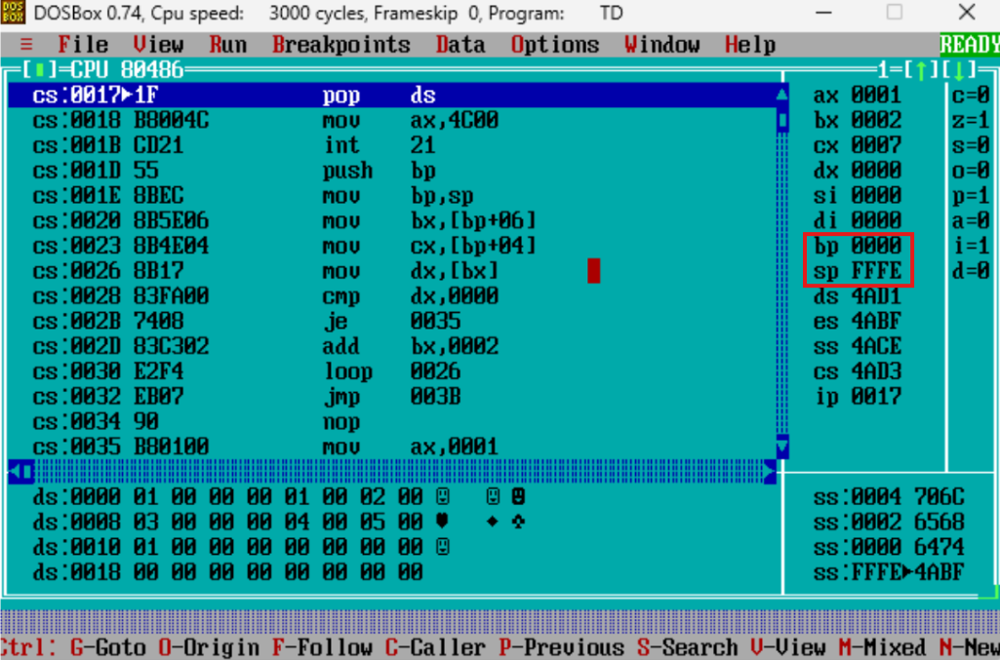 DOSBox 0.74, Cpu speed: 3000 cycles, Frameskip 0, Program: TD
≡ File View Run Breakpoints Data Options Window Help READY
[■]=CPU 80486 1=[↑][↓]
cs:0017►1F pop ds ax 0001 c=0
cs:0018 B8004C mov ax,4C00 bx 0002 z=1
cs:001B CD21 int 21 cx 0007 s=0
cs:001D 55 push bp dx 0000 o=0
cs:001E 8BEC mov bp,sp si 0000 p=1
cs:0020 8B5E06 mov bx,[bp+06] di 0000 a=0
cs:0023 8B4E04 mov cx,[bp+04] bp 0000 i=1
cs:0026 8B17 mov dx,[bx] sp FFFE d=0
cs:0028 83FA00 cmp dx,0000 ds 4AD1
cs:002B 7408 je 0035 es 4ABF
cs:002D 83C302 add bx,0002 ss 4ACE
cs:0030 E2F4 loop 0026 cs 4AD3
cs:0032 EB07 jmp 003B ip 0017
cs:0034 90 nop
cs:0035 B80100 mov ax,0001
ds:0000 01 00 00 00 01 00 02 00 ☺ ☺☻ ss:0004 706C
ds:0008 03 00 00 00 04 00 05 00 ♥ ♦♣ ss:0002 6568
ds:0010 01 00 00 00 00 00 00 00 ☺ ss:0000 6474
ds:0018 00 00 00 00 00 00 00 00 ss:FFFE►4ABF
Ctrl: G-Goto O-Origin F-Follow C-Caller P-Previous S-Search V-View M-Mixed N-New